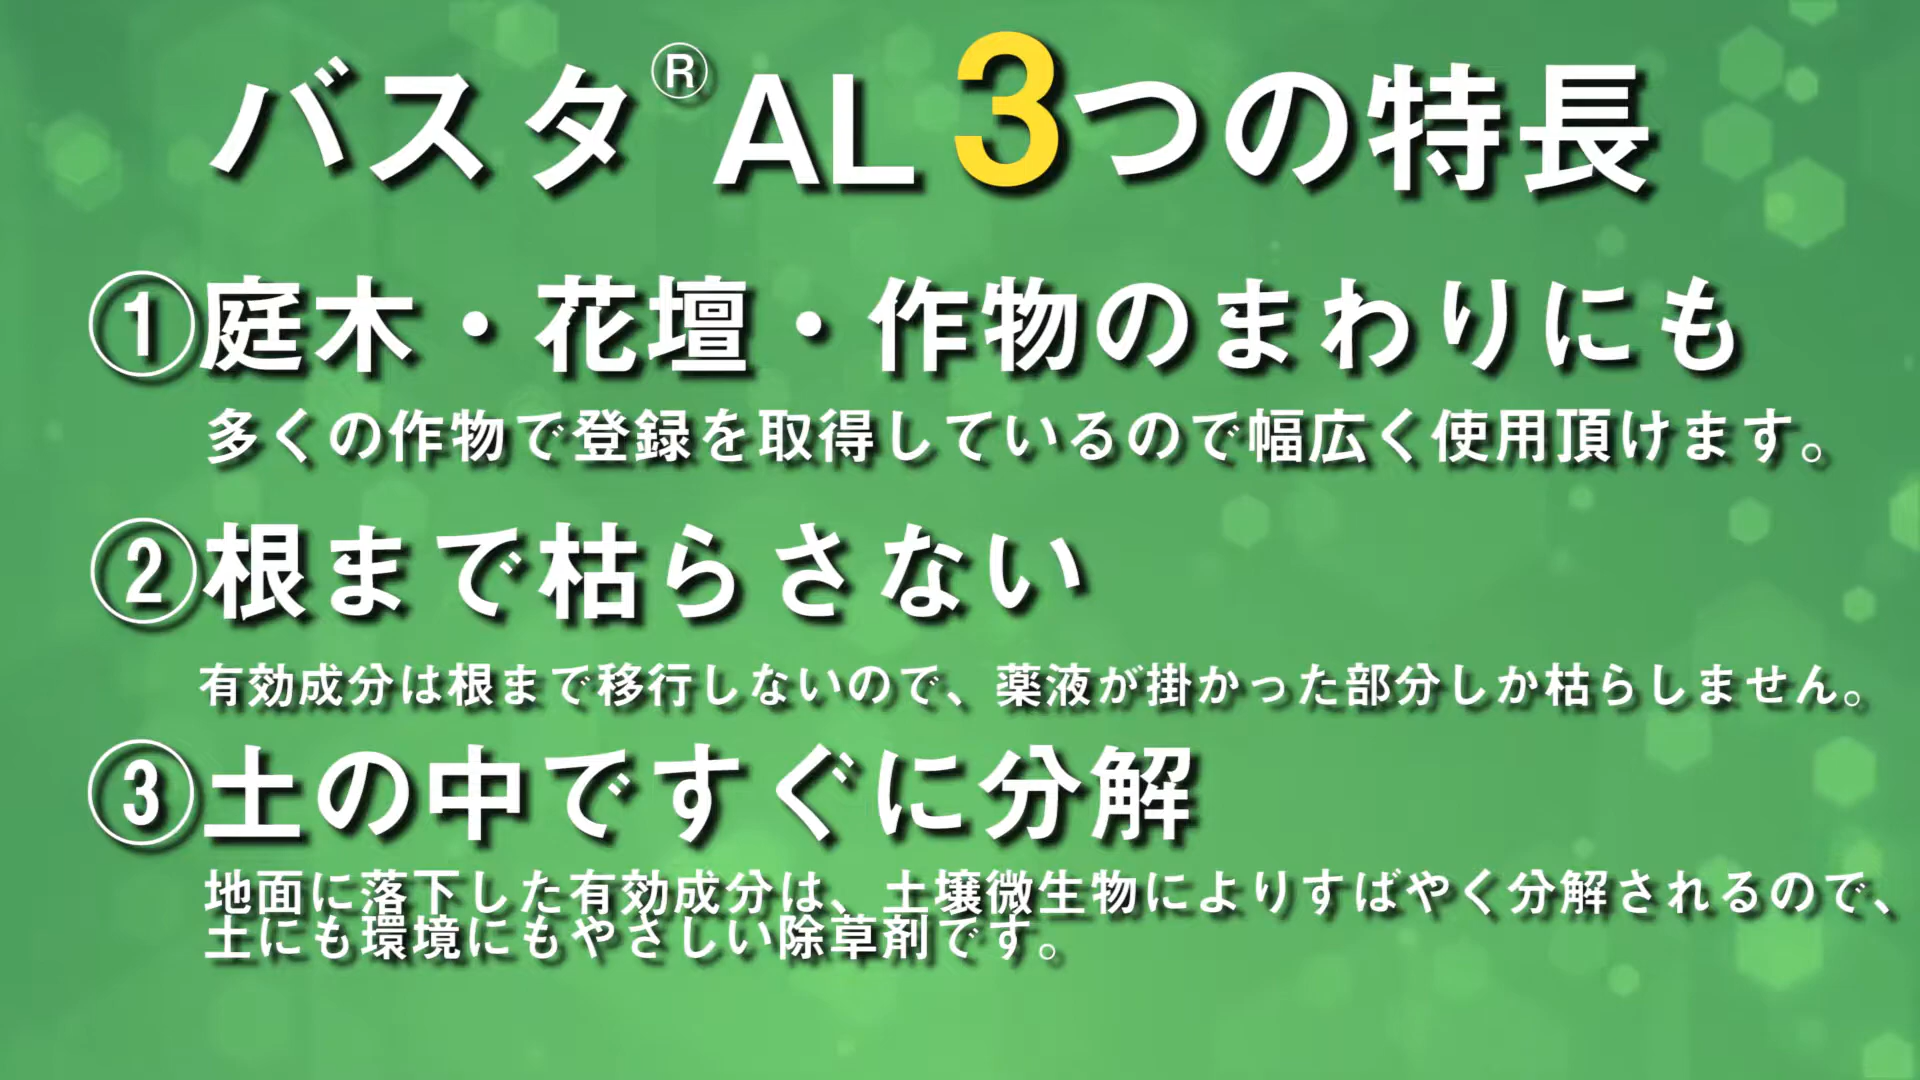 バスタ®AL 3つの特長
①庭木・花壇・作物のまわりにも
多くの作物で登録を取得しているので幅広く使用頂けます。
②根まで枯らさない
有効成分は根まで移行しないので、薬液が掛かった部分しか枯らしません。
③土の中ですぐに分解
地面に落下した有効成分は、土壌微生物によりすばやく分解されるので、
土にも環境にもやさしい除草剤です。